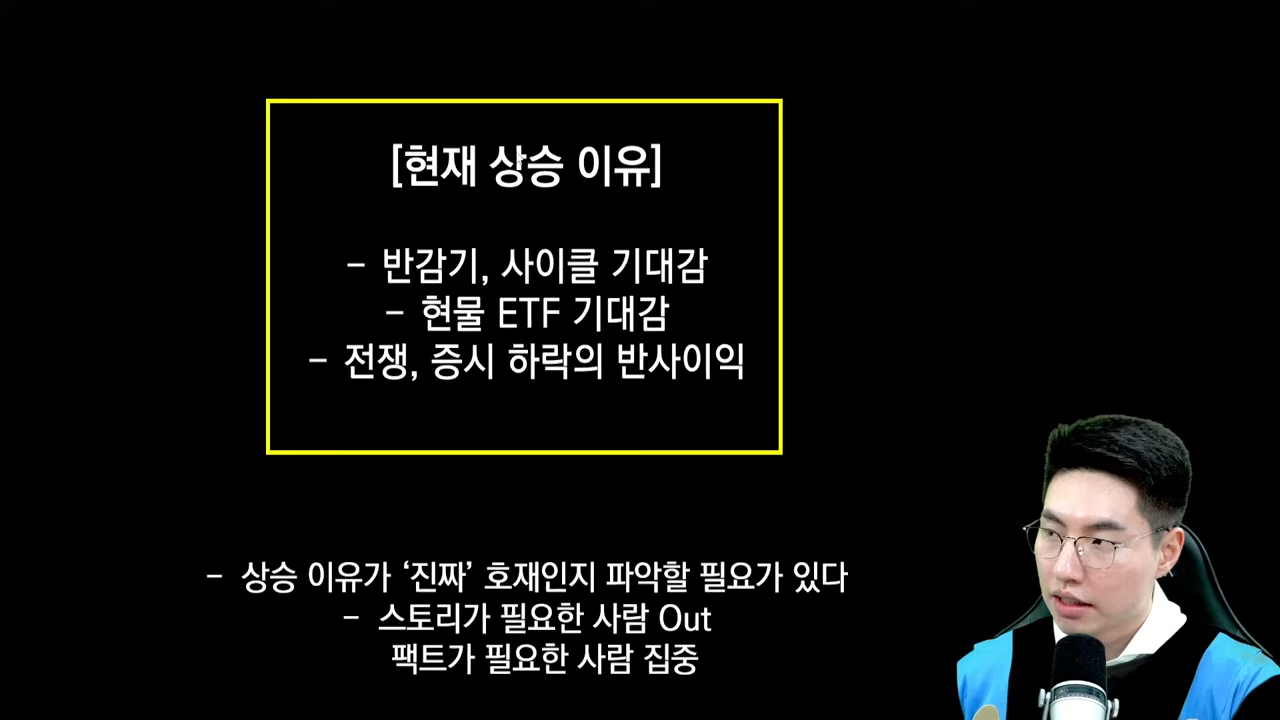 [현재 상승 이유]
- 반감기, 사이클 기대감
- 현물 ETF 기대감
- 전쟁, 증시 하락의 반사이익
- 상승 이유가 ‘진짜’ 호재인지 파악할 필요가 있다
- 스토리가 필요한 사람 Out
팩트가 필요한 사람 집중